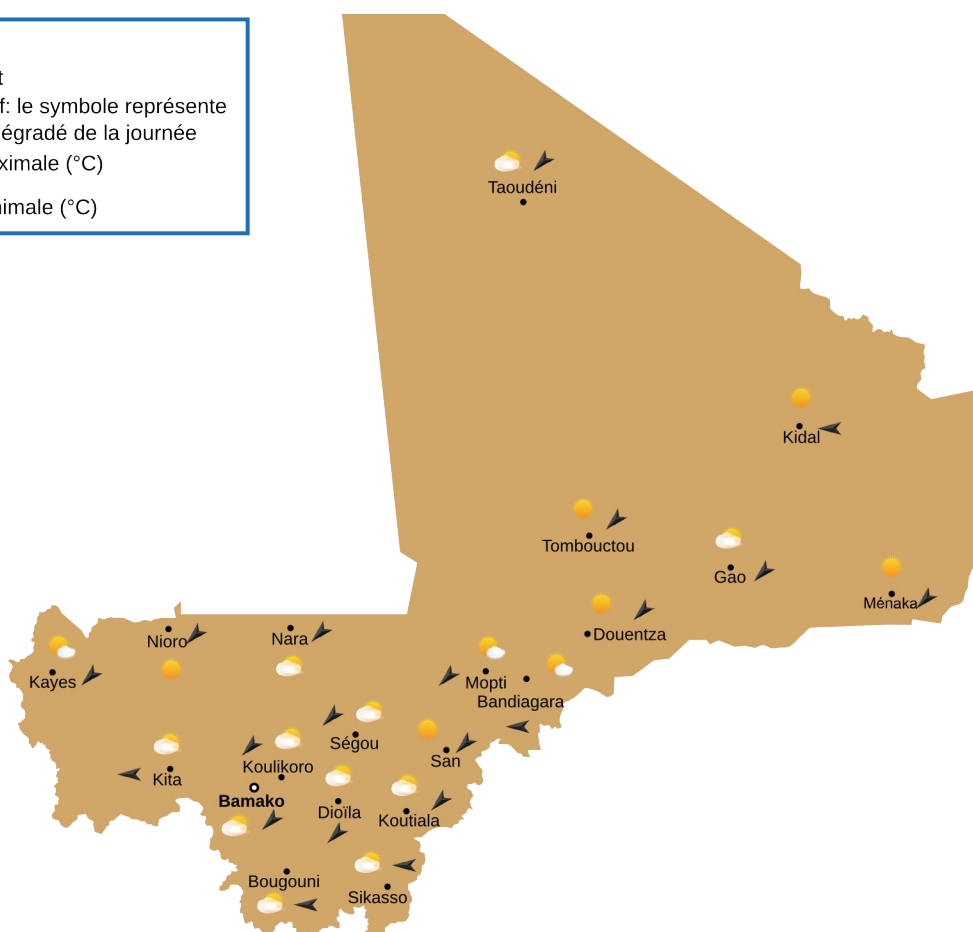 t
f: le symbole représente
égradé de la journée
ximale (°C)
nimale (°C)
Taoudéni
Kidal
Tombouctou
Gao
Ménaka
Douentza
Nioro
Nara
Kayes
Mopti
Bandiagara
Ségou
San
Koulikoro
Kita
Bamako
Dioïla
Koutiala
Bougouni
Sikasso